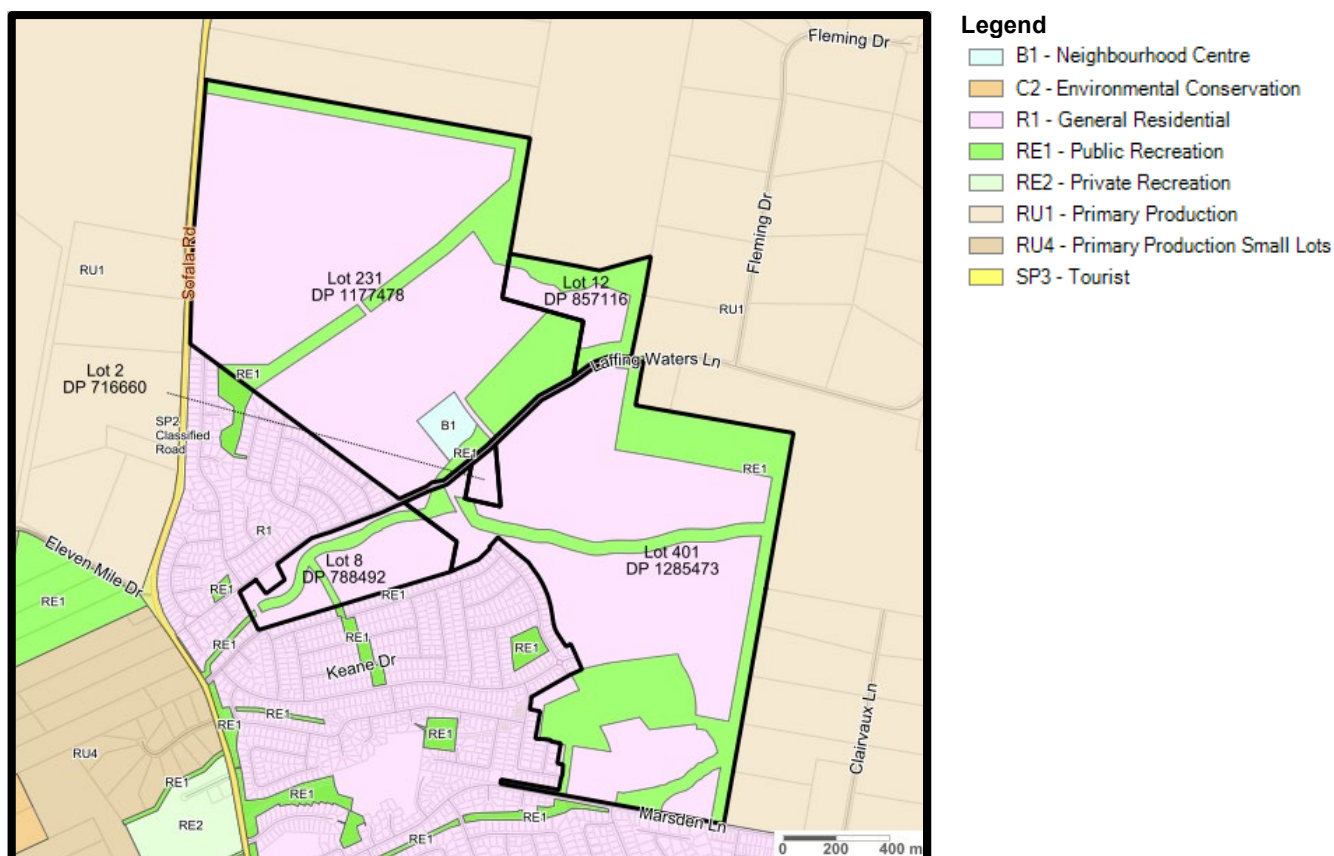 Fleming Dr
Fleming Dr
Sofala Rd
RU1
Lot 231
DP 1177478
Lot 12
DP 857116
RU1
Laffing Waters Ln
Lot 2
DP 716660
RE1
SP2
Classified
Road
B1
RE1
RE1
R1
Eleven Mile Dr
Lot 8
DP 788492
Lot 401
DP 1285473
RE1
RE1
RE1
RE1
RE1
RE1
Keane Dr
RE1
RE1
RE1
RU4
Clairvaux Ln
RE1
RE1
RE1
RE2
RE1
Marsden Ln
0 200 400 m
Legend
B1 - Neighbourhood Centre
C2 - Environmental Conservation
R1 - General Residential
RE1 - Public Recreation
RE2 - Private Recreation
RU1 - Primary Production
RU4 - Primary Production Small Lots
SP3 - Tourist